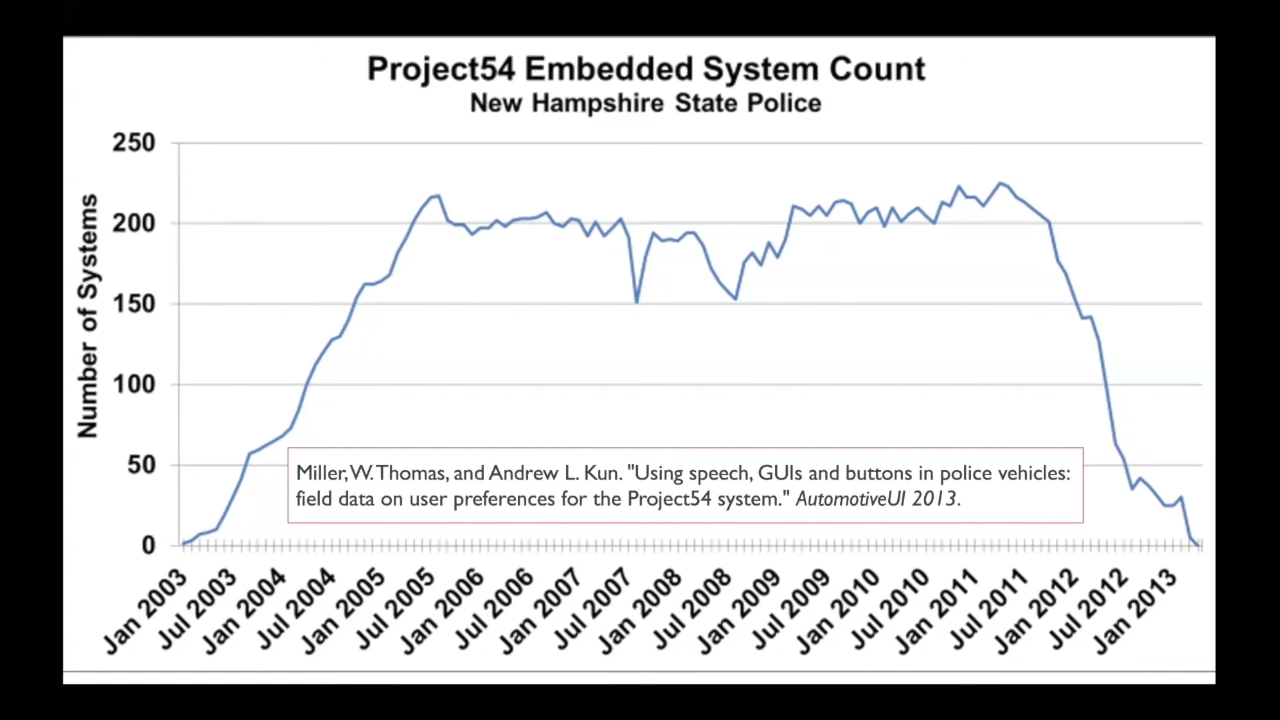 Project54 Embedded System Count
New Hampshire State Police
Number of Systems
250
200
150
100
50
0
Miller, W. Thomas, and Andrew L. Kun. "Using speech, GUIs and buttons in police vehicles:
field data on user preferences for the Project54 system." AutomotiveUI 2013.
Jan 2003
Jul 2003
Jan 2004
Jul 2004
Jan 2005
Jul 2005
Jan 2006
Jul 2006
Jan 2007
Jul 2007
Jan 2008
Jul 2008
Jan 2009
Jul 2009
Jan 2010
Jul 2010
Jan 2011
Jul 2011
Jan 2012
Jul 2012
Jan 2013